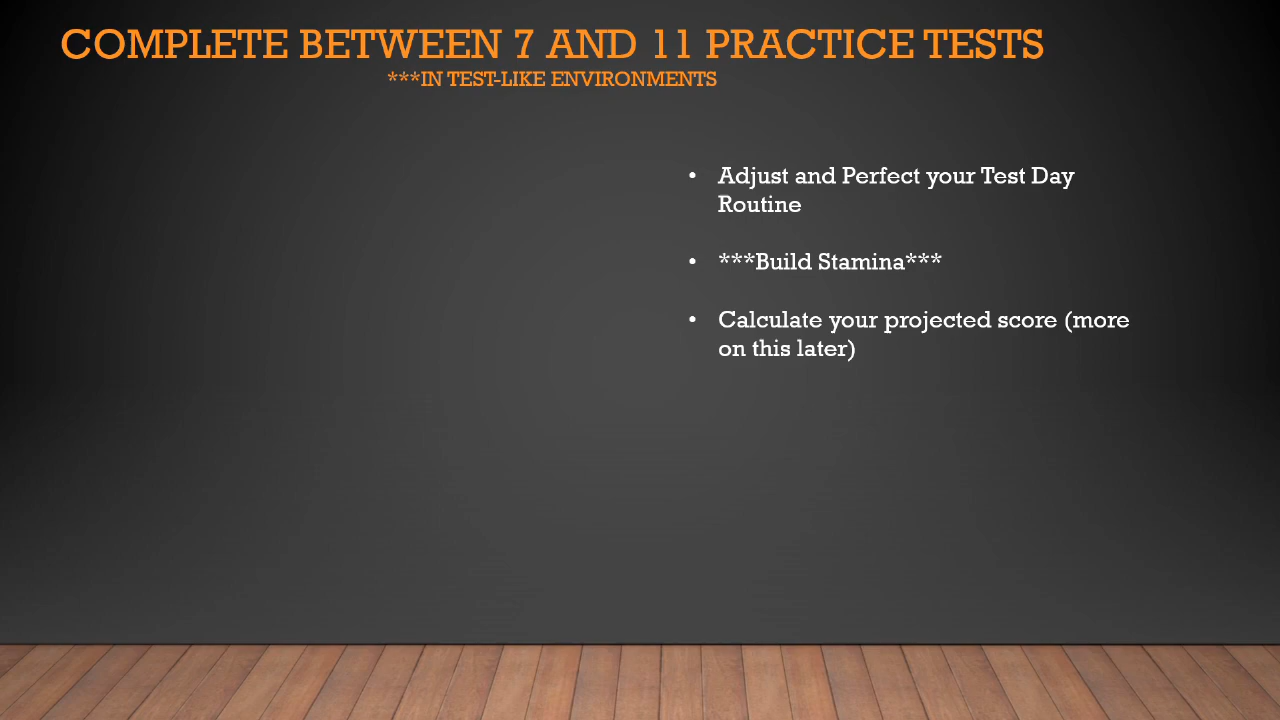 COMPLETE BETWEEN 7 AND 11 PRACTICE TESTS
***IN TEST-LIKE ENVIRONMENTS
• Adjust and Perfect your Test Day
Routine
• ***Build Stamina***
• Calculate your projected score (more
on this later)